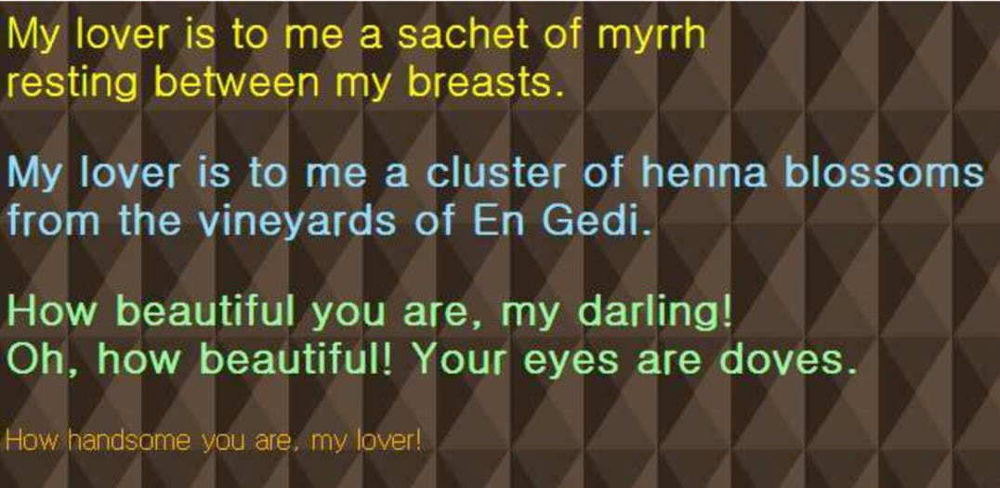 My lover is to me a sachet of myrrh
resting between my breasts.
My lover is to me a cluster of henna blossoms
from the vineyards of En Gedi.
How beautiful you are, my darling!
Oh, how beautiful! Your eyes are doves.
How handsome you are, my lover!